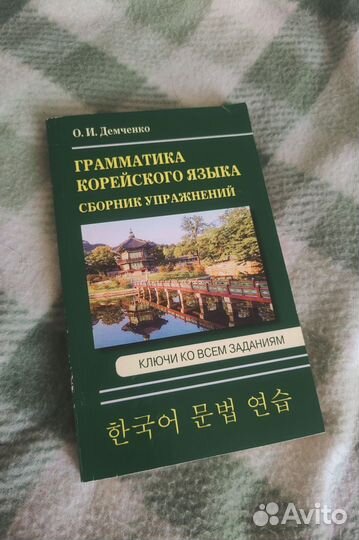 О. И. Демченко
ГРАММАТИКА
КОРЕЙСКОГО ЯЗЫКА
СБОРНИК УПРАЖНЕНИЙ
КЛЮЧИ КО ВСЕМ ЗАДАНИЯМ
한국어 문법 연습
Avito